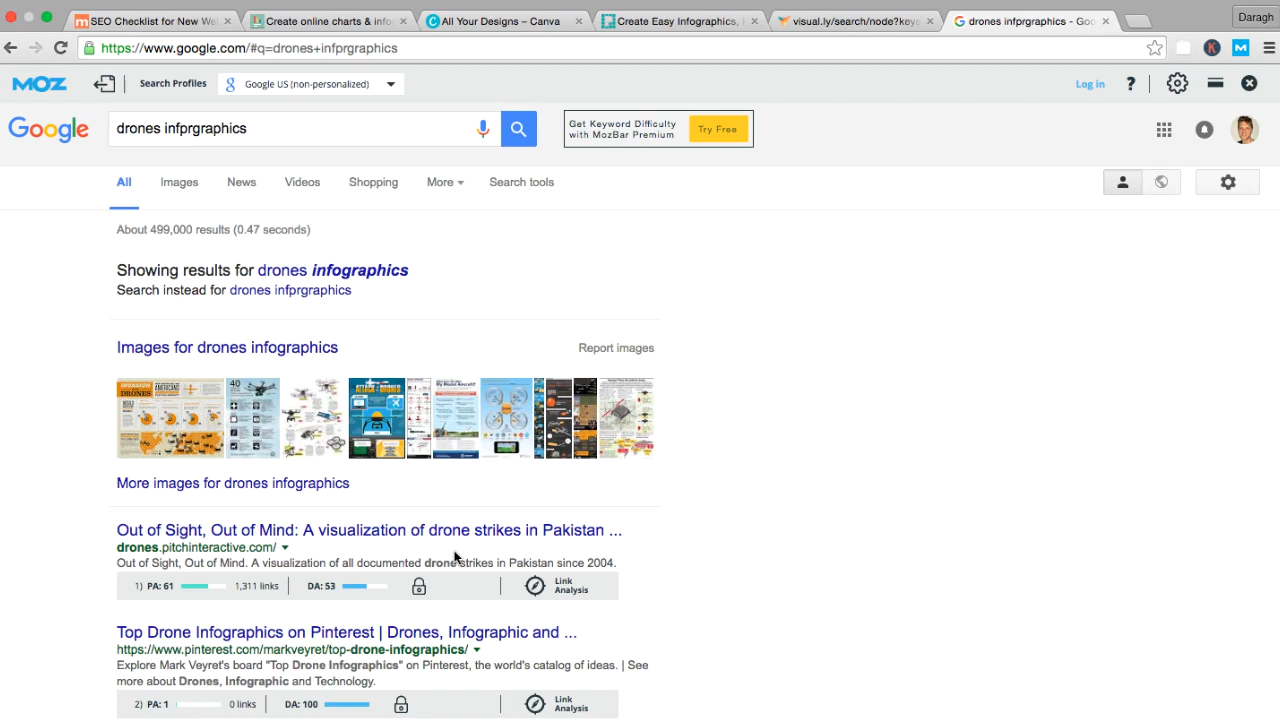 SEO Checklist for New We
Create online charts & info
All Your Designs – Canva
Create Easy Infographics,
visual.ly/search/node?keys
drones infprgraphics - Goo
Daragh
https://www.google.com/#q=drones+infprgraphics
MOZ
Search Profiles
Google US (non-personalized)
Log in
?
Google
drones infprgraphics
Get Keyword Difficulty
with MozBar Premium
Try Free
All
Images
News
Videos
Shopping
More
Search tools
About 499,000 results (0.47 seconds)
Showing results for drones infographics
Search instead for drones infprgraphics
Images for drones infographics
Report images
More images for drones infographics
Out of Sight, Out of Mind: A visualization of drone strikes in Pakistan ...
drones.pitchinteractive.com/
Out of Sight, Out of Mind. A visualization of all documented drone strikes in Pakistan since 2004.
1) PA: 61 1,311 links DA: 53 Link Analysis
Top Drone Infographics on Pinterest | Drones, Infographic and ...
https://www.pinterest.com/markveyret/top-drone-infographics/
Explore Mark Veyret's board "Top Drone Infographics" on Pinterest, the world's catalog of ideas. | See
more about Drones, Infographic and Technology.
2) PA: 1 0 links DA: 100 Link Analysis